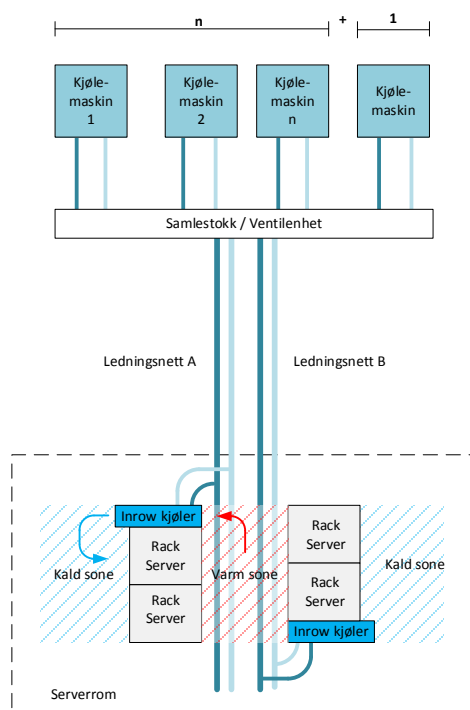 n + 1
Kjøle-
maskin
1
Kjøle-
maskin
2
Kjøle-
maskin
n
Kjøle-
maskin
Samlestokk / Ventilenhet
Ledningsnett A
Ledningsnett B
Inrow kjøler
Rack
Server
Rack
Server
Kald sone
Varm sone
Rack
Server
Rack
Server
Kald sone
Inrow kjøler
Serverrom